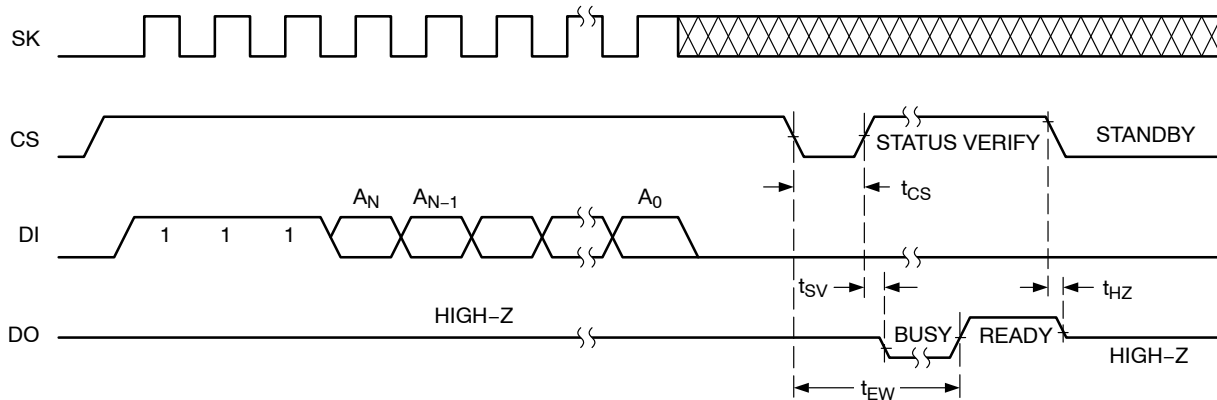 SK
CS
STATUS VERIFY
STANDBY
tCS
AN
AN−1
A0
DI
1 1 1
tSV
tHZ
HIGH−Z
DO
BUSY
READY
HIGH−Z
tEW